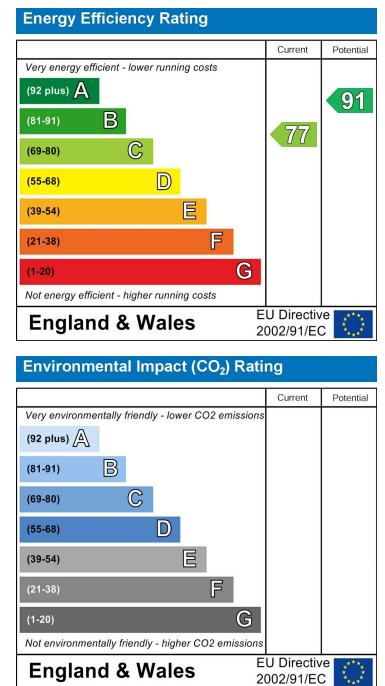 Energy Efficiency Rating
Current Potential
Very energy efficient - lower running costs
(92 plus) A
(81-91) B
(69-80) C
(55-68) D
(39-54) E
(21-38) F
(1-20) G
77
91
Not energy efficient - higher running costs
England & Wales
EU Directive
2002/91/EC
Environmental Impact (CO₂) Rating
Current Potential
Very environmentally friendly - lower CO2 emissions
(92 plus) A
(81-91) B
(69-80) C
(55-68) D
(39-54) E
(21-38) F
(1-20) G
Not environmentally friendly - higher CO2 emissions
England & Wales
EU Directive
2002/91/EC